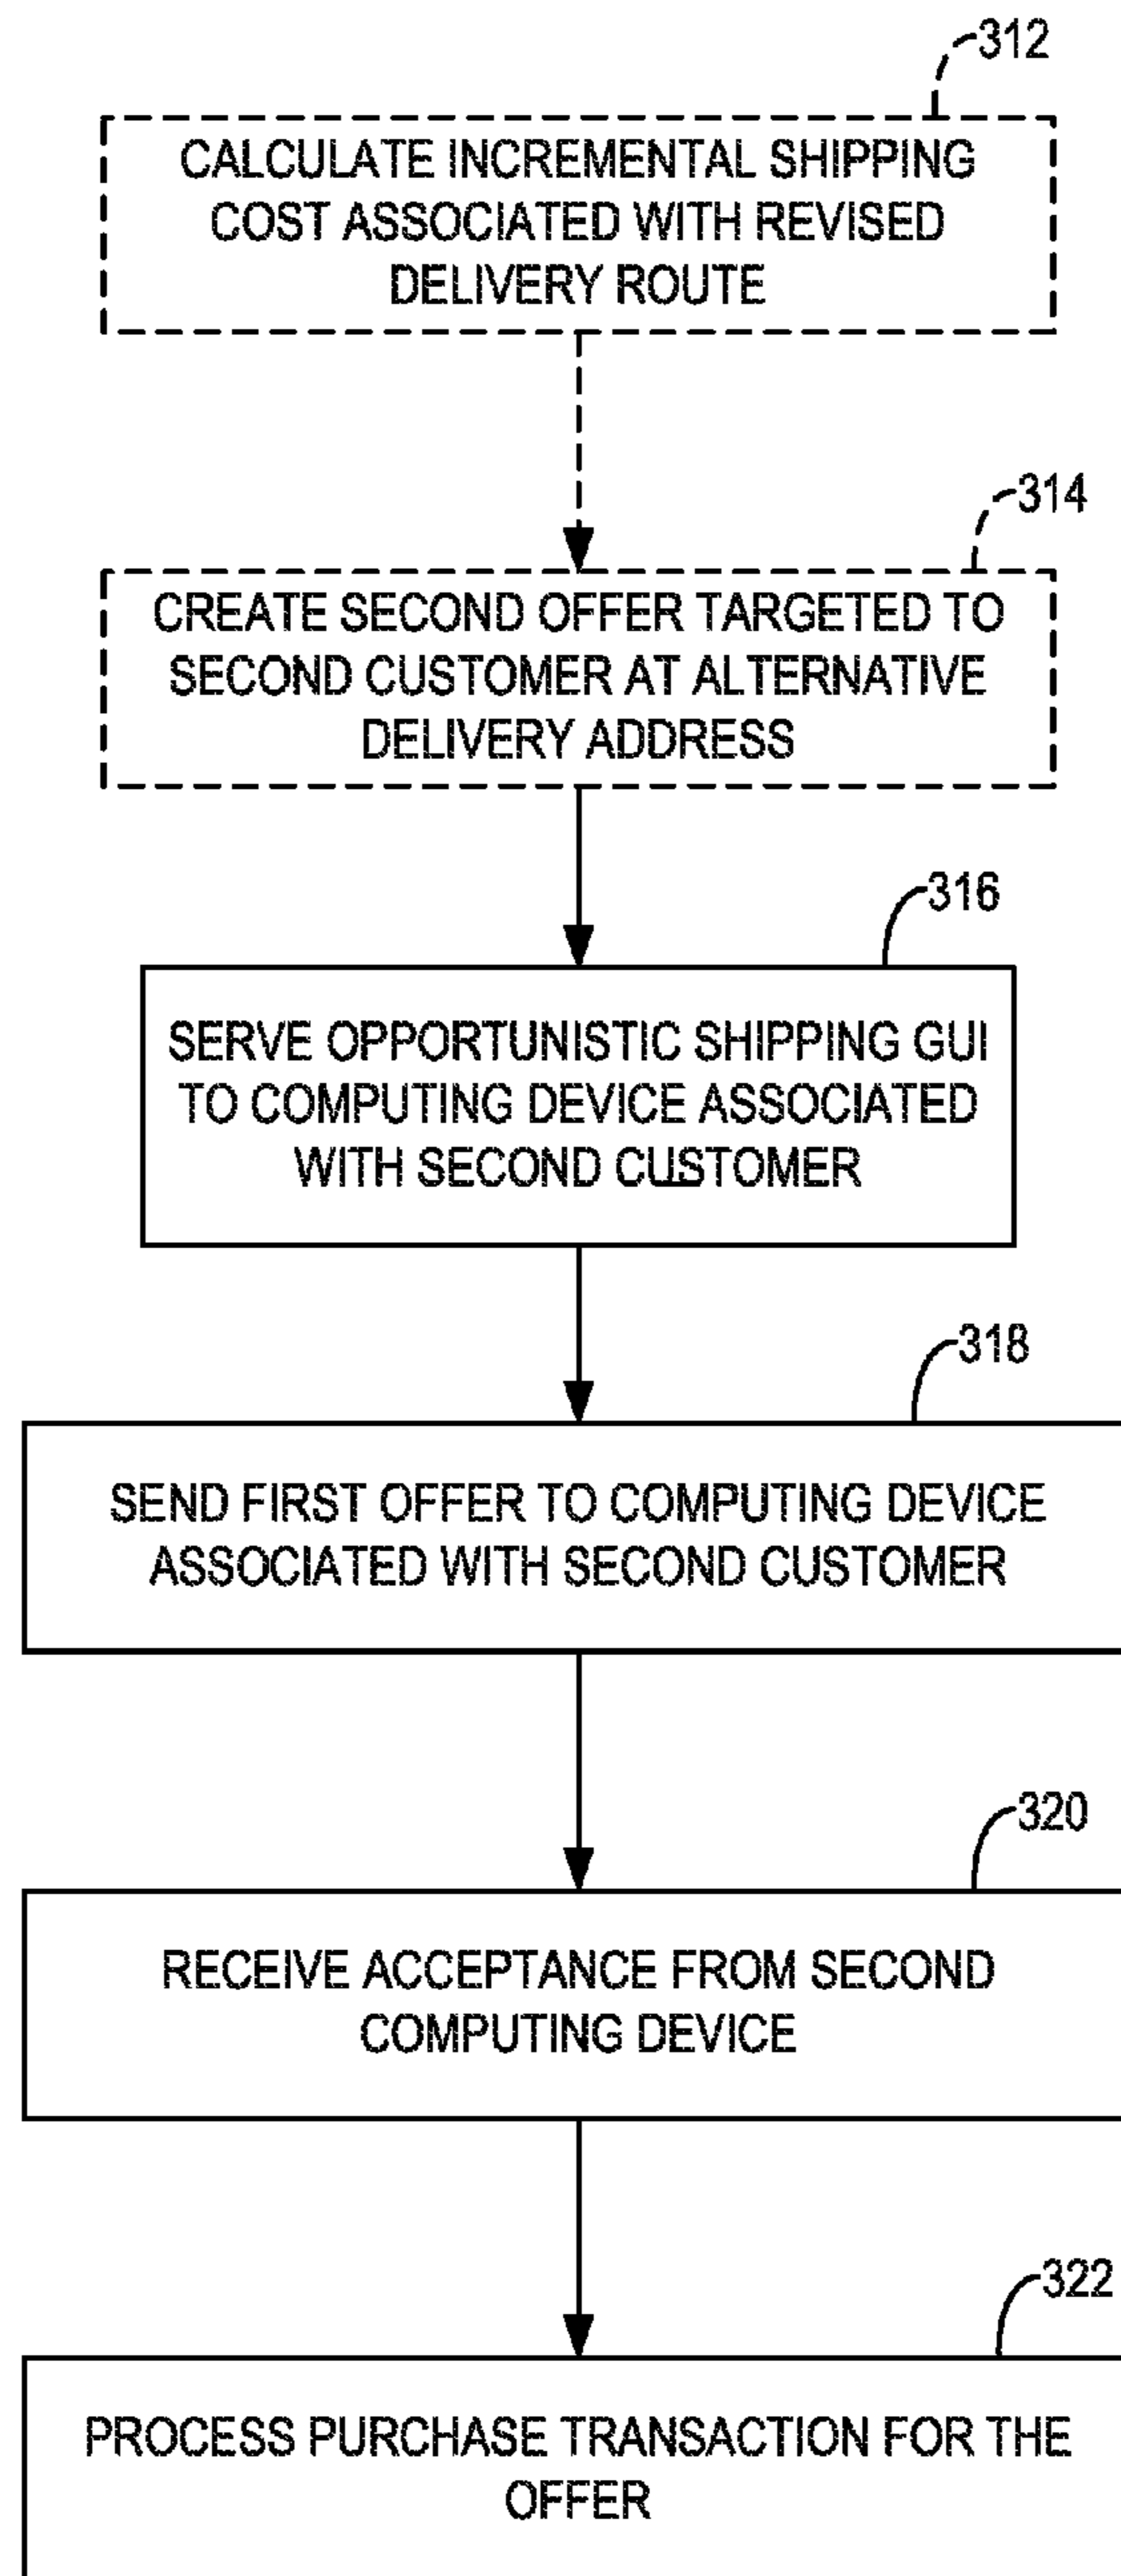 312
CALCULATE INCREMENTAL SHIPPING
COST ASSOCIATED WITH REVISED
DELIVERY ROUTE
314
CREATE SECOND OFFER TARGETED TO
SECOND CUSTOMER AT ALTERNATIVE
DELIVERY ADDRESS
316
SERVE OPPORTUNISTIC SHIPPING GUI
TO COMPUTING DEVICE ASSOCIATED
WITH SECOND CUSTOMER
318
SEND FIRST OFFER TO COMPUTING DEVICE
ASSOCIATED WITH SECOND CUSTOMER
320
RECEIVE ACCEPTANCE FROM SECOND
COMPUTING DEVICE
322
PROCESS PURCHASE TRANSACTION FOR THE
OFFER